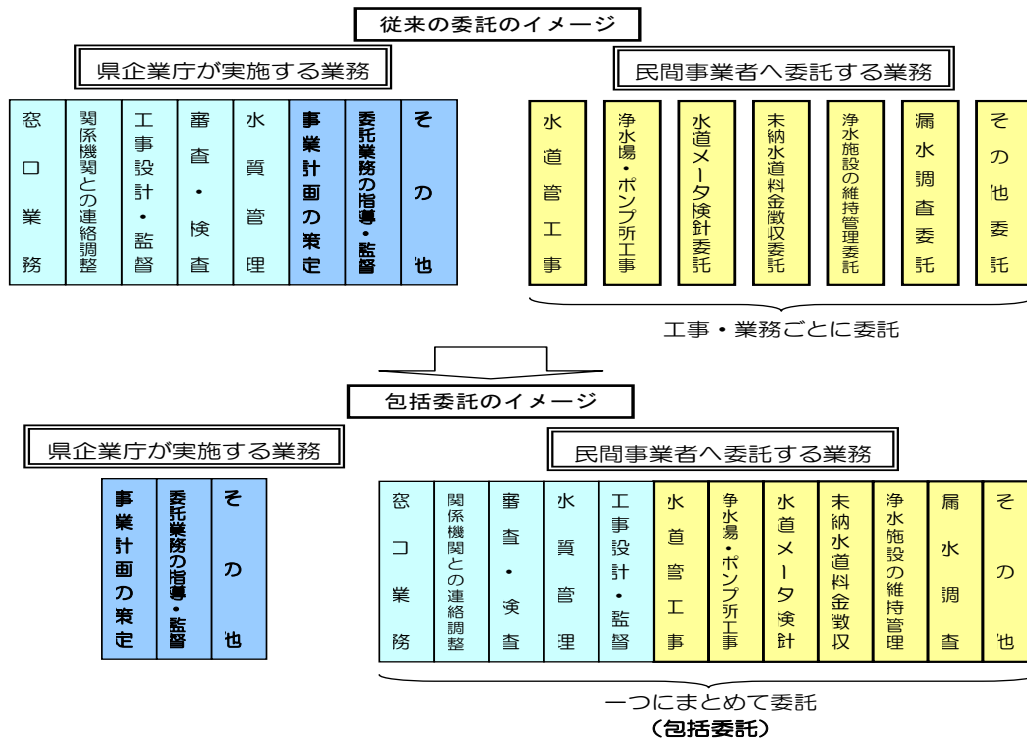 従来の委託のイメージ
県企業庁が実施する業務
民間事業者へ委託する業務
窓口業務
関係機関との連絡調整
工事設計・監督
審査・検査
水質管理
事業計画の策定
委託業務の指導・監督
その他
水道管工事
浄水場・ポンプ所工事
水道メータ検針委託
未納水道料金徴収委託
浄水施設の維持管理委託
漏水調査委託
その他委託
工事・業務ごとに委託
包括委託のイメージ
県企業庁が実施する業務
民間事業者へ委託する業務
事業計画の策定
委託業務の指導・監督
その他
窓口業務
関係機関との連絡調整
審査・検査
水質管理
工事設計・監督
水道管工事
浄水場・ポンプ所工事
水道メータ検針
未納水道料金徴収
浄水施設の維持管理
漏水調査
その他
一つにまとめて委託
(包括委託)